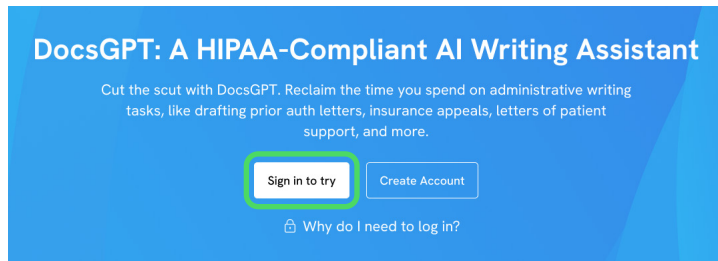 DocsGPT: A HIPAA-Compliant AI Writing Assistant
Cut the scut with DocsGPT. Reclaim the time you spend on administrative writing
tasks, like drafting prior auth letters, insurance appeals, letters of patient
support, and more.
Sign in to try
Create Account
Why do I need to log in?